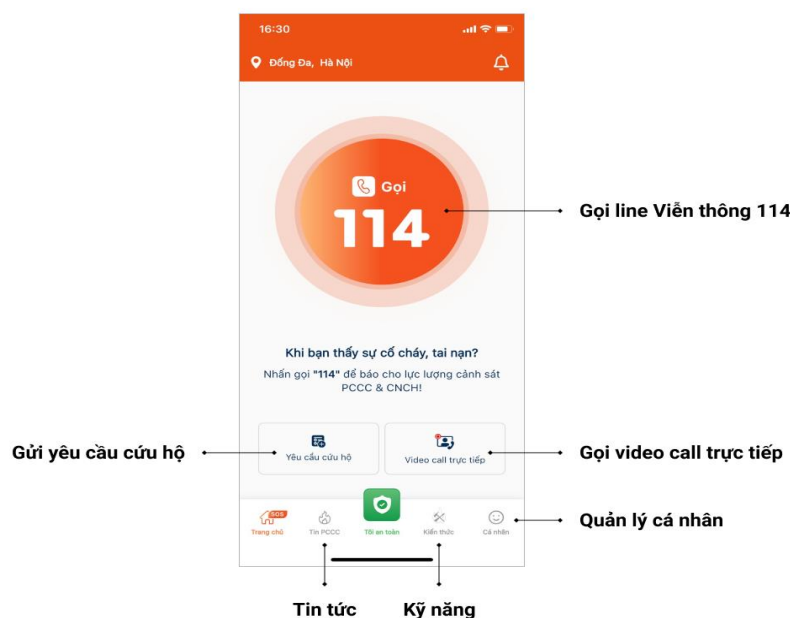 16:30
Đống Đa, Hà Nội
Gọi
114
Gọi line Viễn thông 114
Khi bạn thấy sự cố cháy, tai nạn?
Nhấn gọi "114" để báo cho lực lượng cảnh sát
PCCC & CNCH!
Gửi yêu cầu cứu hộ
Yêu cầu cứu hộ
Video call trực tiếp
Gọi video call trực tiếp
SOS
Trang chủ
Tin PCCC
Tôi an toàn
Kiến thức
Cá nhân
Quản lý cá nhân
Tin tức
Kỹ năng